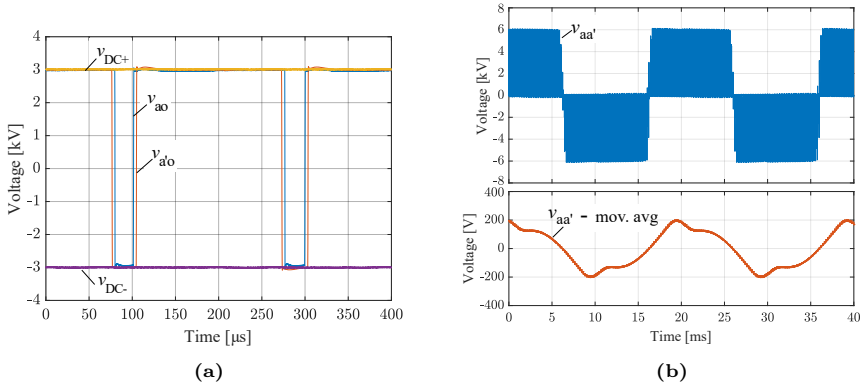 4
3
2
1
0
-1
-2
-3
-4
Voltage [kV]
vDC+
vao
va'o
vDC-
0 50 100 150 200 250 300 350 400
Time [μs]
(a)
8
6
4
2
0
-2
-4
-6
8
Voltage [kV]
vaa'
400
200
0
-200
-400
Voltage [V]
vaa' - mov. avg
0 5 10 15 20 25 30 35 40
Time [ms]
(b)